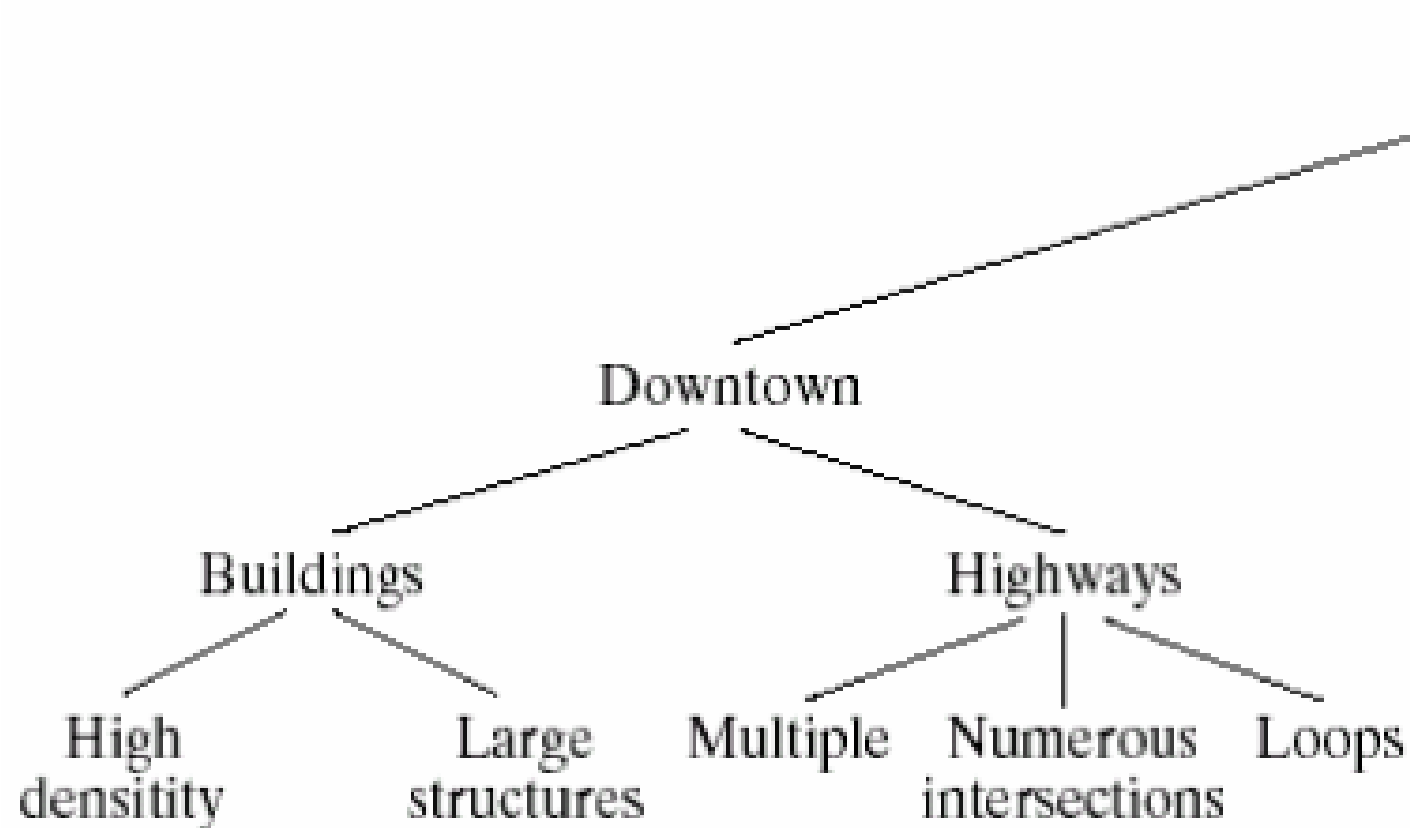 Downtown
Buildings
Highways
High
densitity
Large
structures
Multiple
Numerous
intersections
Loops